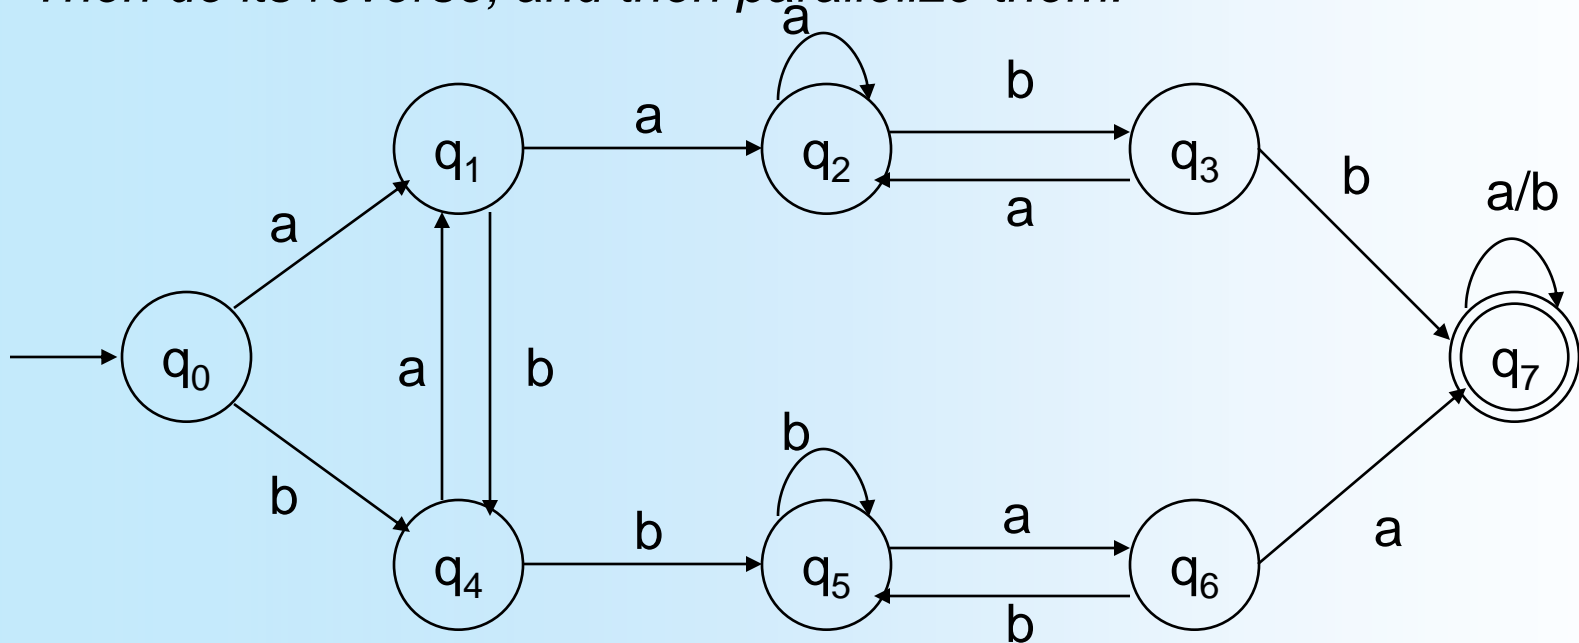 Then do its reverse, and then parallelize them.
a
b
q1
a
q2
q3
b
a/b
a
a
q0
a
b
q7
b
b
b
a
a
q4
q5
q6
b